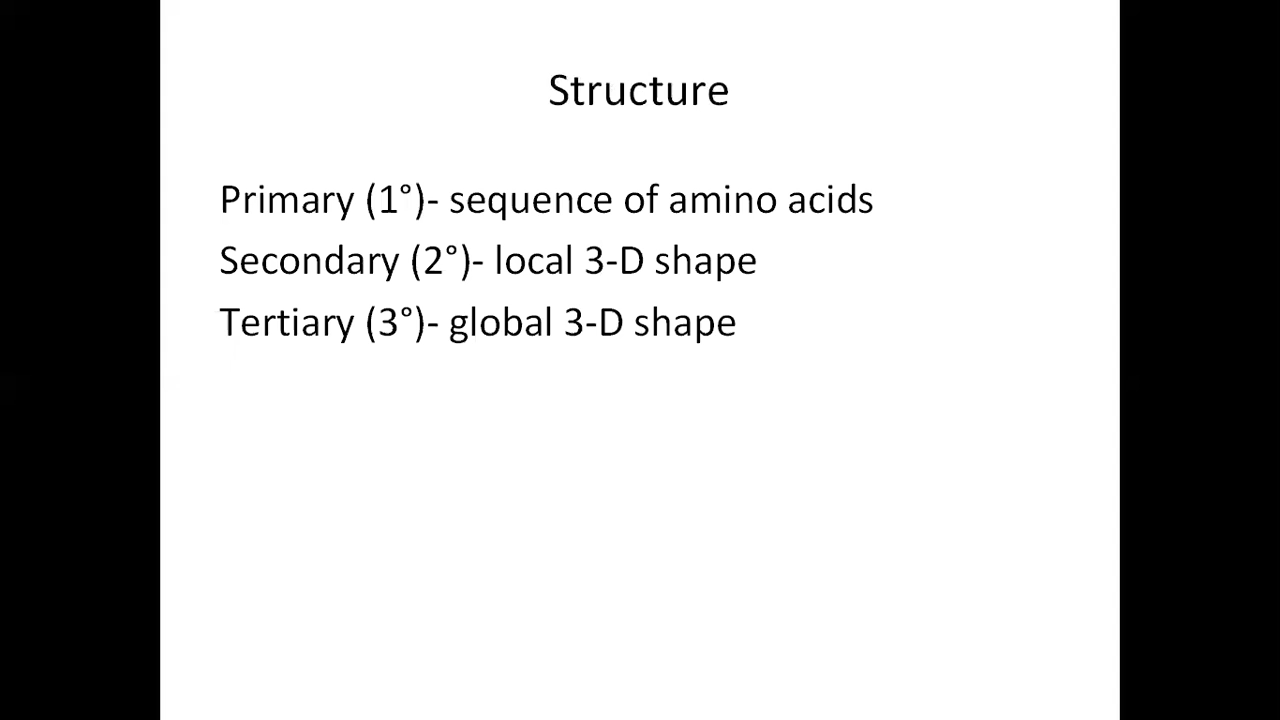 Structure
Primary (1°)- sequence of amino acids
Secondary (2°)- local 3-D shape
Tertiary (3°)- global 3-D shape